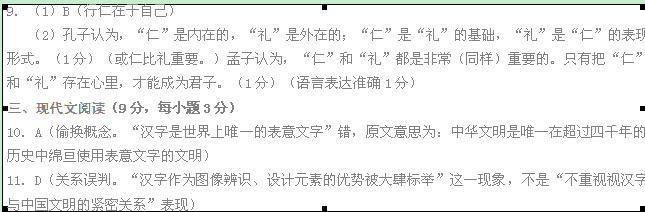 9. （1）B（行仁在于自己）
（2）孔子认为，“仁”是内在的，“礼”是外在的；“仁”是“礼”的基础，“礼”是“仁”的表现
形式。（1分）（或仁比礼重要。）孟子认为，“仁”和“礼”都是非常（同样）重要的。只有把“仁”
和“礼”存在心里，才能成为君子。（1分）（语言表达准确1分）
三、现代文阅读（9分，每小题3分）
10. A（偷换概念。“汉字是世界上唯一的表意文字”错，原文意思为：中华文明是唯一在超过四千年的
历史中绵亘使用表意文字的文明）
11. D（关系误判。“汉字作为图像辨识、设计元素的优势被大肆标举”这一现象，不是“不重视视汉字
与中国文明的紧密关系”表现）